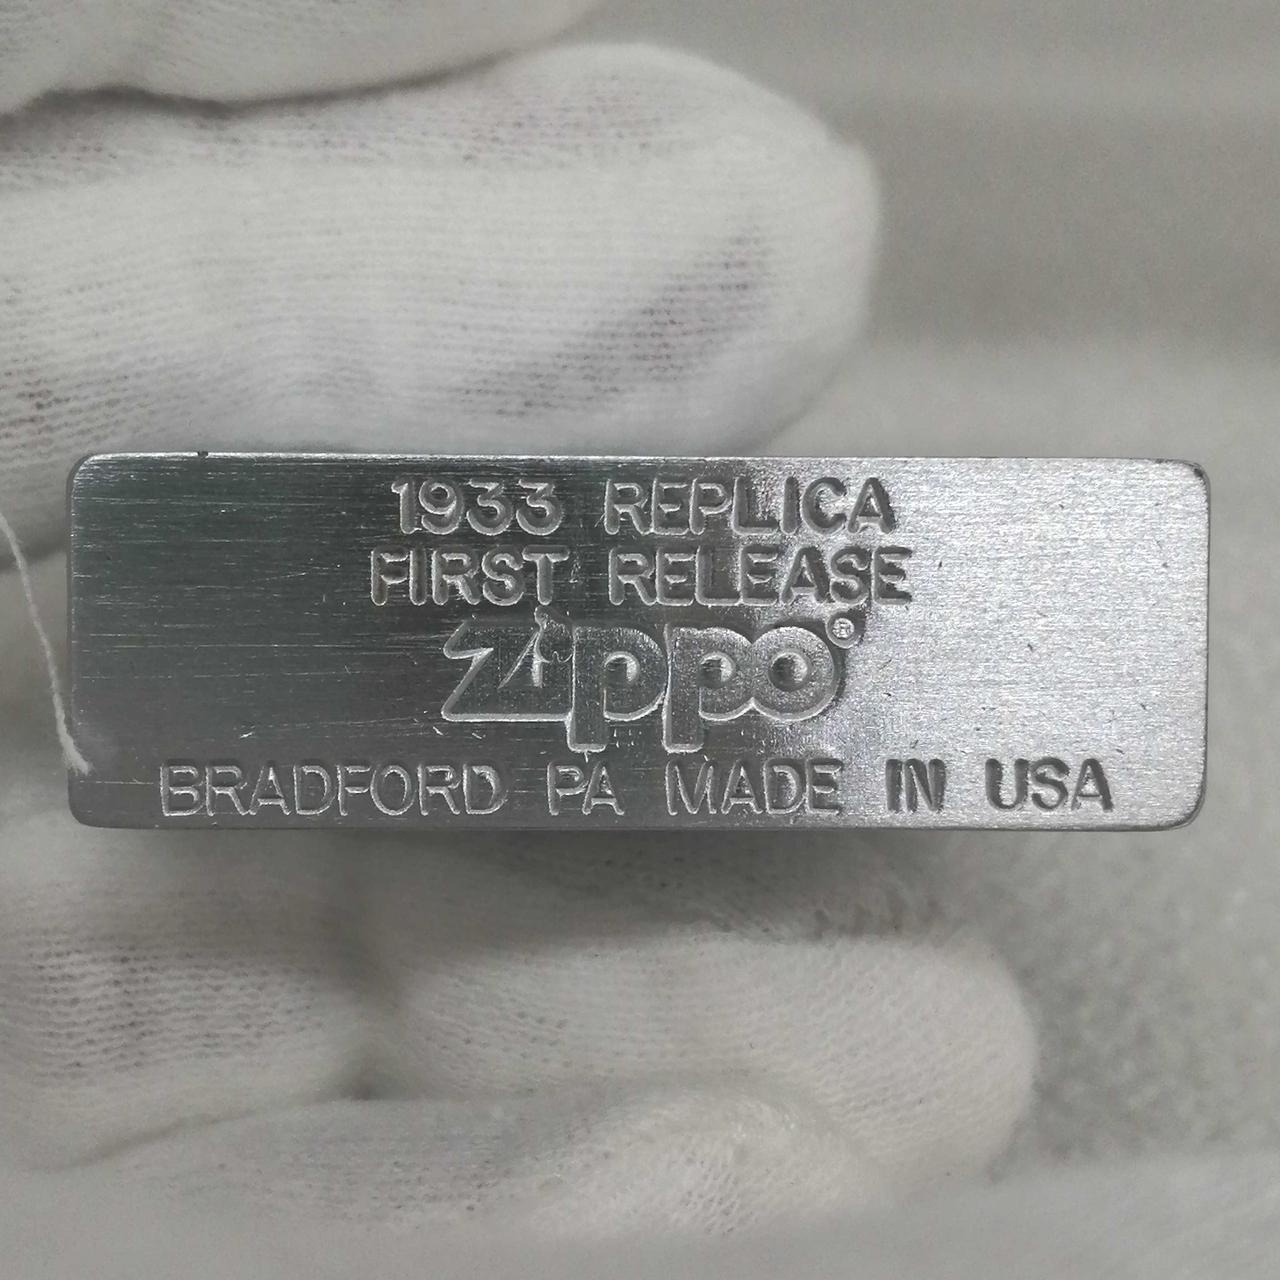 1933 REPLICA
FIRST RELEASE
Zippo®
BRADFORD PA MADE IN USA